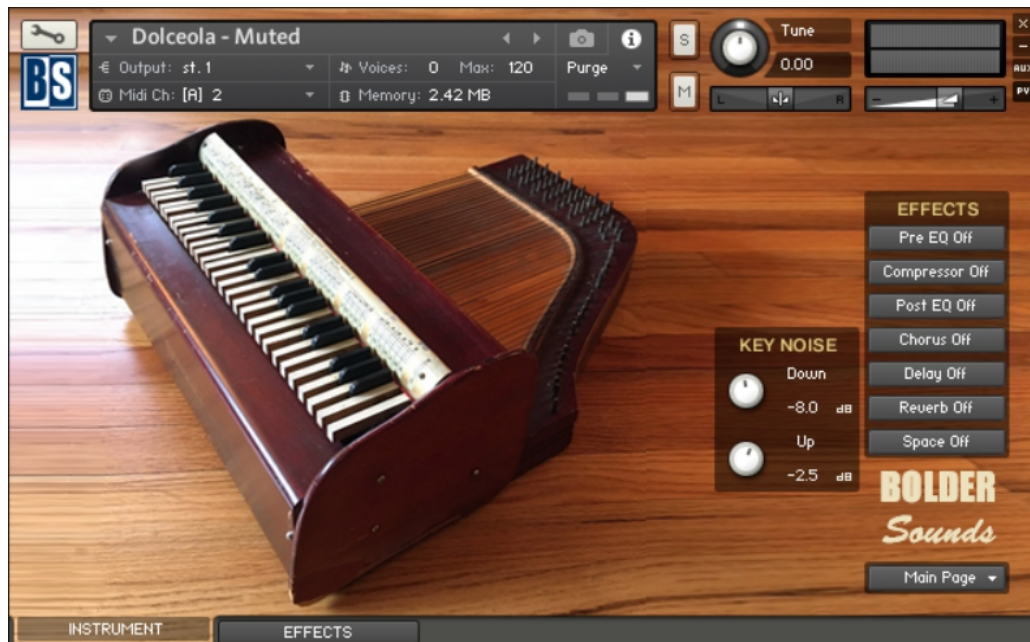 Dolceola - Muted
Output: st. 1
Voices: 0 Max: 120
Purge
Midi Ch: [A] 2
Memory: 2.42 MB
S
M
Tune
0.00
L
R
-
+
×
-
AUX
PV
BS
EFFECTS
Pre EQ Off
Compressor Off
Post EQ Off
Chorus Off
Delay Off
Reverb Off
Space Off
KEY NOISE
Down
-8.0 dB
Up
-2.5 dB
BOLDER
Sounds
Main Page
INSTRUMENT
EFFECTS